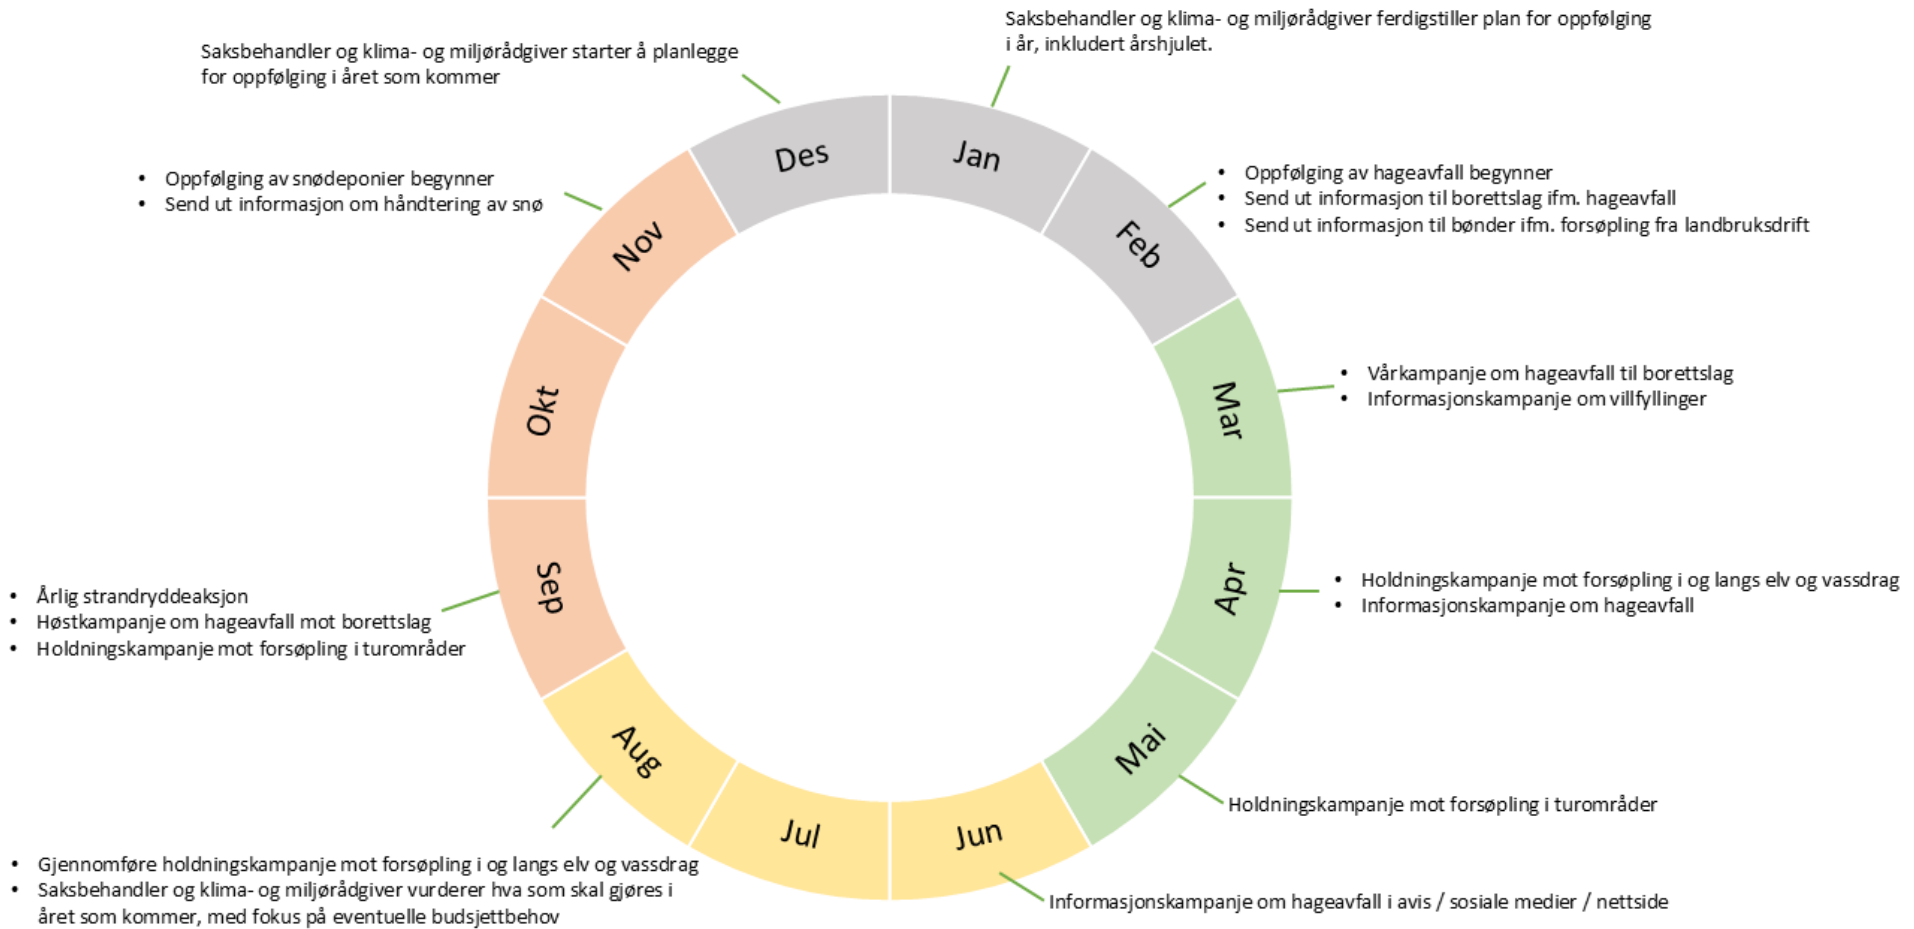 Saksbehandler og klima- og miljørådgiver ferdigstiller plan for oppfølging
i år, inkludert årshjulet.
Saksbehandler og klima- og miljørådgiver starter å planlegge
for oppfølging i året som kommer
Des
Jan
• Oppfølging av hageavfall begynner
• Send ut informasjon til borettslag ifm. hageavfall
• Send ut informasjon til bønder ifm. forsøpling fra landbruksdrift
• Oppfølging av snødeponier begynner
• Send ut informasjon om håndtering av snø
Nov
Feb
• Vårkampanje om hageavfall til borettslag
• Informasjonskampanje om villfyllinger
Okt
Mar
• Holdningskampanje mot forsøpling i og langs elv og vassdrag
• Informasjonskampanje om hageavfall
Sep
Apr
• Årlig strandryddeaksjon
• Høstkampanje om hageavfall mot borettslag
• Holdningskampanje mot forsøpling i turområder
Aug
Mai
Holdningskampanje mot forsøpling i turområder
Jul
Jun
• Gjennomføre holdningskampanje mot forsøpling i og langs elv og vassdrag
• Saksbehandler og klima- og miljørådgiver vurderer hva som skal gjøres i
året som kommer, med fokus på eventuelle budsjettbehov
Informasjonskampanje om hageavfall i avis / sosiale medier / nettside